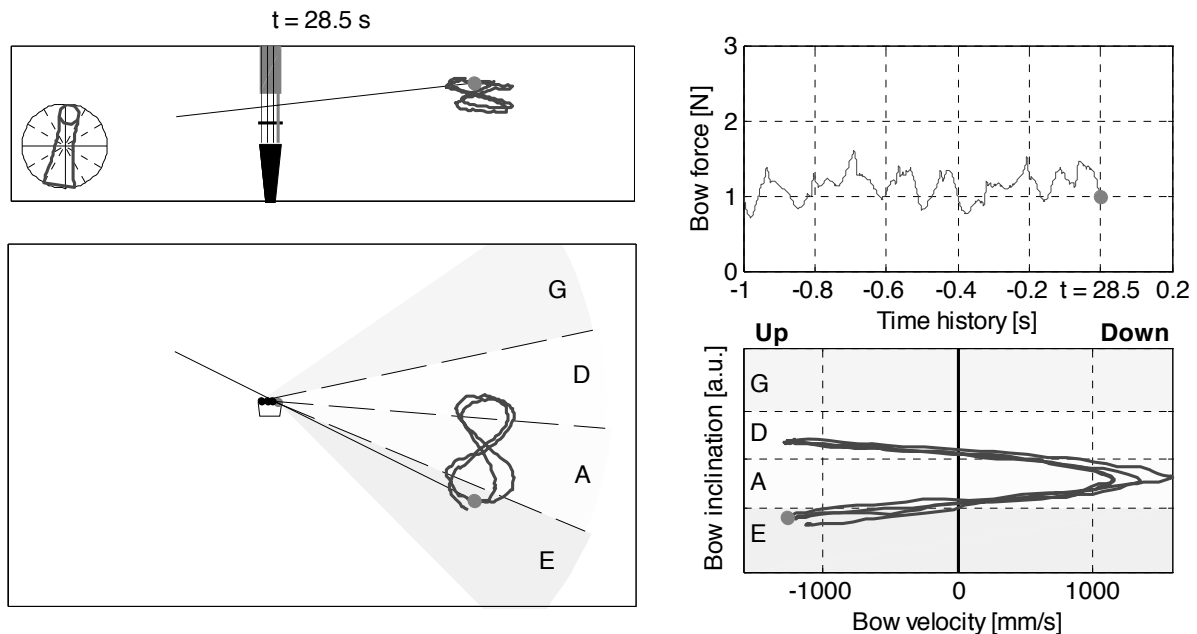 t = 28.5 s
G
D
A
E
Bow force [N]
3
2
1
0
-1
-0.8
-0.6
-0.4
-0.2
t = 28.5
0.2
Time history [s]
Up
Down
Bow inclination [a.u.]
G
D
A
E
-1000
0
1000
Bow velocity [mm/s]